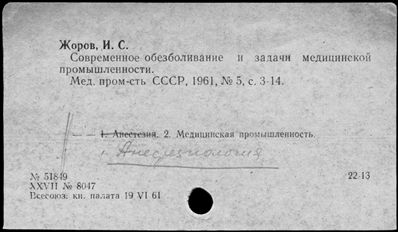 Жоров, И. С.
Современное обезболивание и задачи медицинской
промышленности.
Мед. пром-сть СССР, 1961, № 5, с. 3-14.
1. Анестезия. 2. Медицинская промышленность.
1. Анестезиология
№ 51849
22-13
XXVII № 8047
Всесоюз. кн. палата 19 VI 61